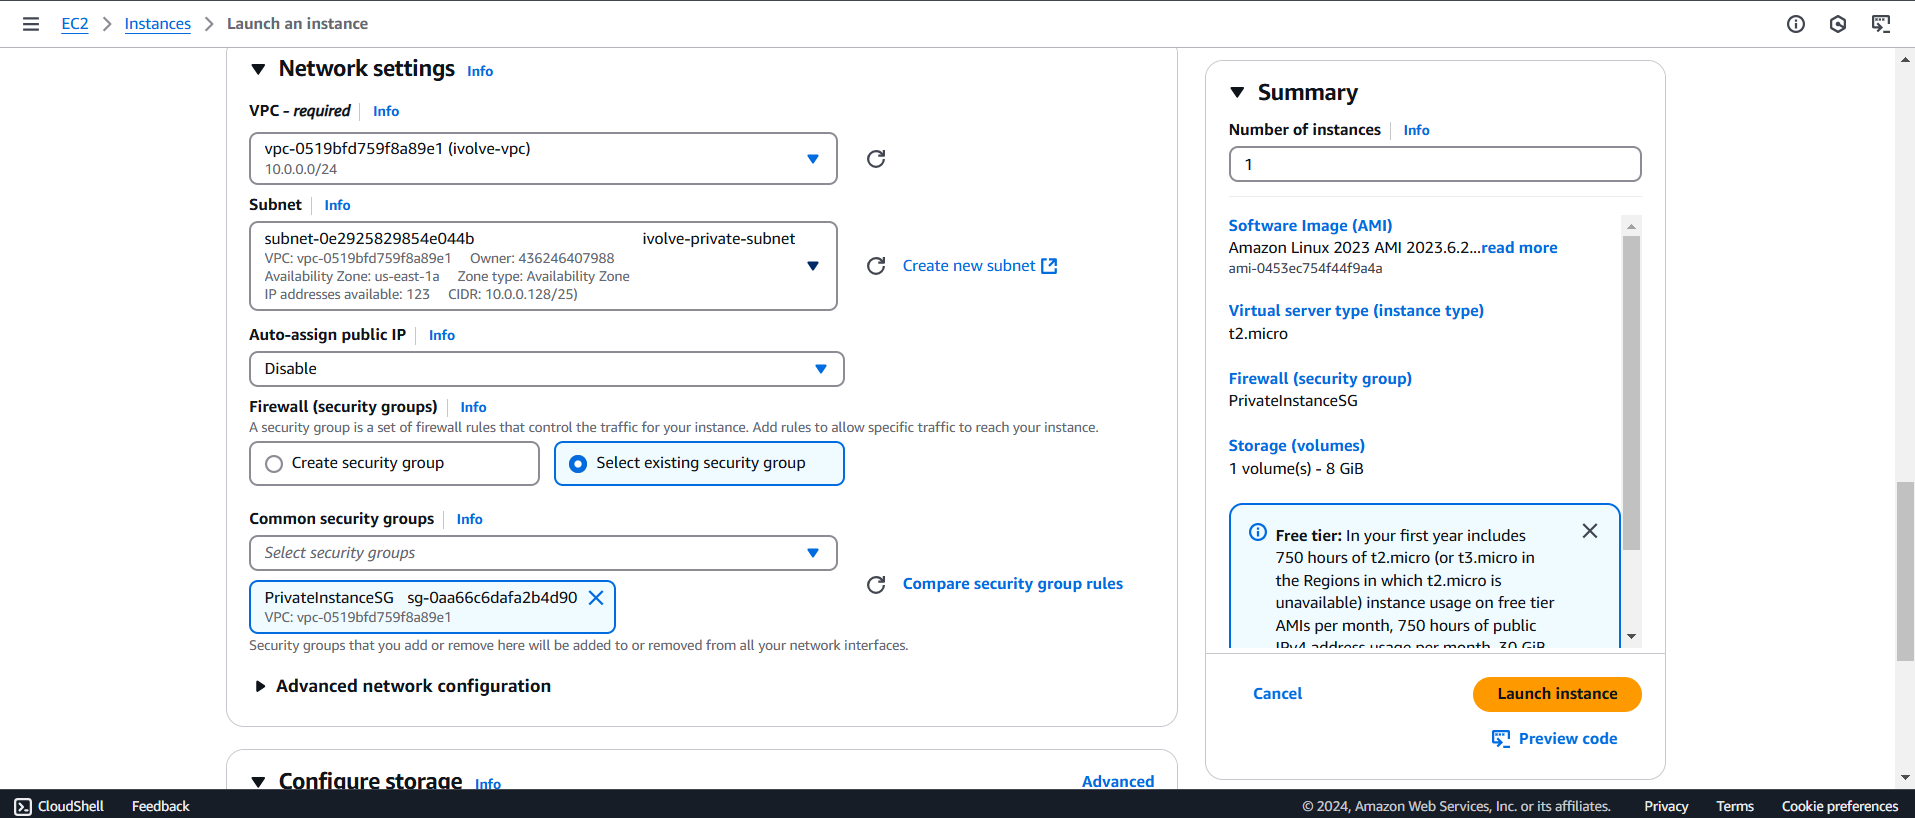 EC2 > Instances > Launch an instance
Network settings Info
VPC - required Info
vpc-0519bfd759f8a89e1 (ivolve-vpc)
10.0.0.0/24
Subnet Info
subnet-0e2925829854e044b ivolve-private-subnet
VPC: vpc-0519bfd759f8a89e1 Owner: 436246407988
Availability Zone: us-east-1a Zone type: Availability Zone
IP addresses available: 123 CIDR: 10.0.0.128/25)
Create new subnet
Auto-assign public IP Info
Disable
Firewall (security groups) Info
A security group is a set of firewall rules that control the traffic for your instance. Add rules to allow specific traffic to reach your instance.
Create security group
Select existing security group
Common security groups Info
Select security groups
PrivateInstanceSG sg-0aa66c6dafa2b4d90
VPC: vpc-0519bfd759f8a89e1
Compare security group rules
Security groups that you add or remove here will be added to or removed from all your network interfaces.
Advanced network configuration
Configure storage Info
Advanced
Summary
Number of instances Info
1
Software Image (AMI)
Amazon Linux 2023 AMI 2023.6.2...read more
ami-0453ec754f44f9a4a
Virtual server type (instance type)
t2.micro
Firewall (security group)
PrivateInstanceSG
Storage (volumes)
1 volume(s) - 8 GiB
Free tier: In your first year includes
750 hours of t2.micro (or t3.micro in
the Regions in which t2.micro is
unavailable) instance usage on free tier
AMIs per month, 750 hours of public
IPv4 address usage per month, 30 GiB
Cancel
Launch instance
Preview code
CloudShell
Feedback
© 2024, Amazon Web Services, Inc. or its affiliates.
Privacy
Terms
Cookie preferences